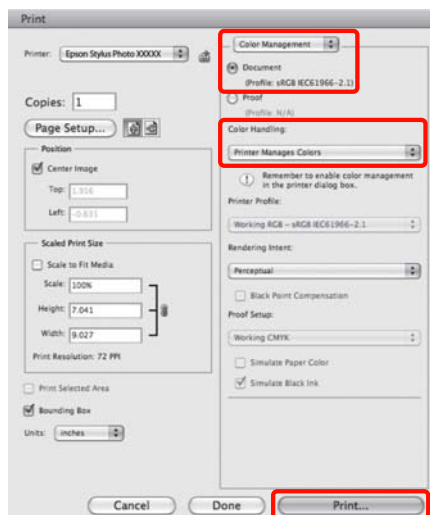 Print
Printer: Epson Stylus Photo XXXXX
Copies: 1
Page Setup...
Position
Center Image
Top: 1.956
Left: -0.835
Scaled Print Size
Scale to Fit Media
Scale: 100%
Height: 7.041
Width: 9.027
Print Resolution: 72 PPI
Print Selected Area
Bounding Box
Units: inches
Color Management
Document
(Profile: sRGB IEC61966-2.1)
Proof
(Profile: N/A)
Color Handling:
Printer Manages Colors
Remember to enable color management
in the printer dialog box.
Printer Profile:
Working RGB - sRGB IEC61966-2.1
Rendering Intent:
Perceptual
Black Point Compensation
Proof Setup:
Working CMYK
Simulate Paper Color
Simulate Black Ink
Cancel
Done
Print...